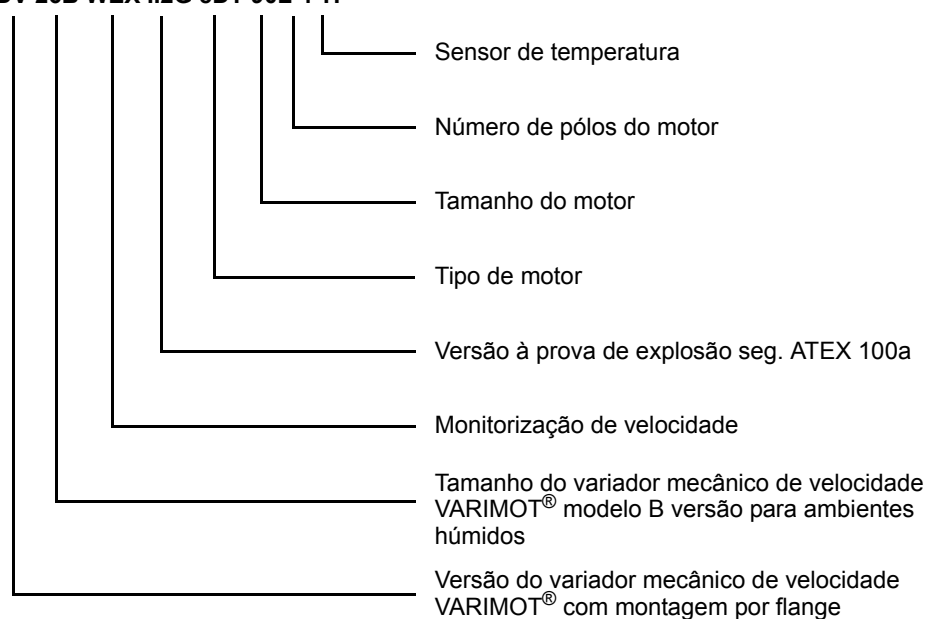 Sensor de temperatura
Número de pólos do motor
Tamanho do motor
Tipo de motor
Versão à prova de explosão seg. ATEX 100a
Monitorização de velocidade
Tamanho do variador mecânico de velocidade
VARIMOT® modelo B versão para ambientes
húmidos
Versão do variador mecânico de velocidade
VARIMOT® com montagem por flange